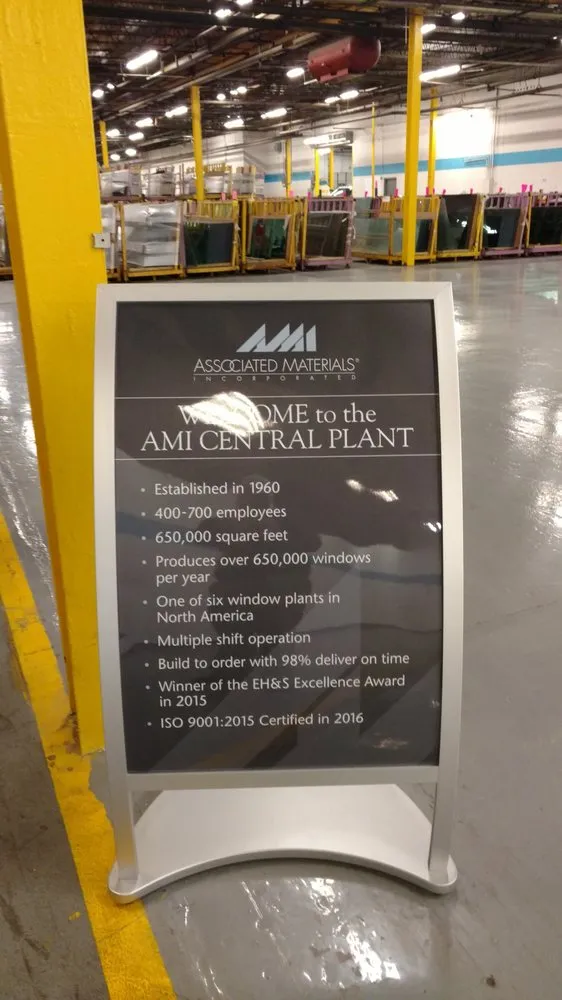 AMI
ASSOCIATED MATERIALS®
INCORPORATED
WELCOME to the
AMI CENTRAL PLANT
• Established in 1960
• 400-700 employees
• 650,000 square feet
• Produces over 650,000 windows
per year
• One of six window plants in
North America
• Multiple shift operation
• Build to order with 98% deliver on time
• Winner of the EH&S Excellence Award
in 2015
• ISO 9001:2015 Certified in 2016